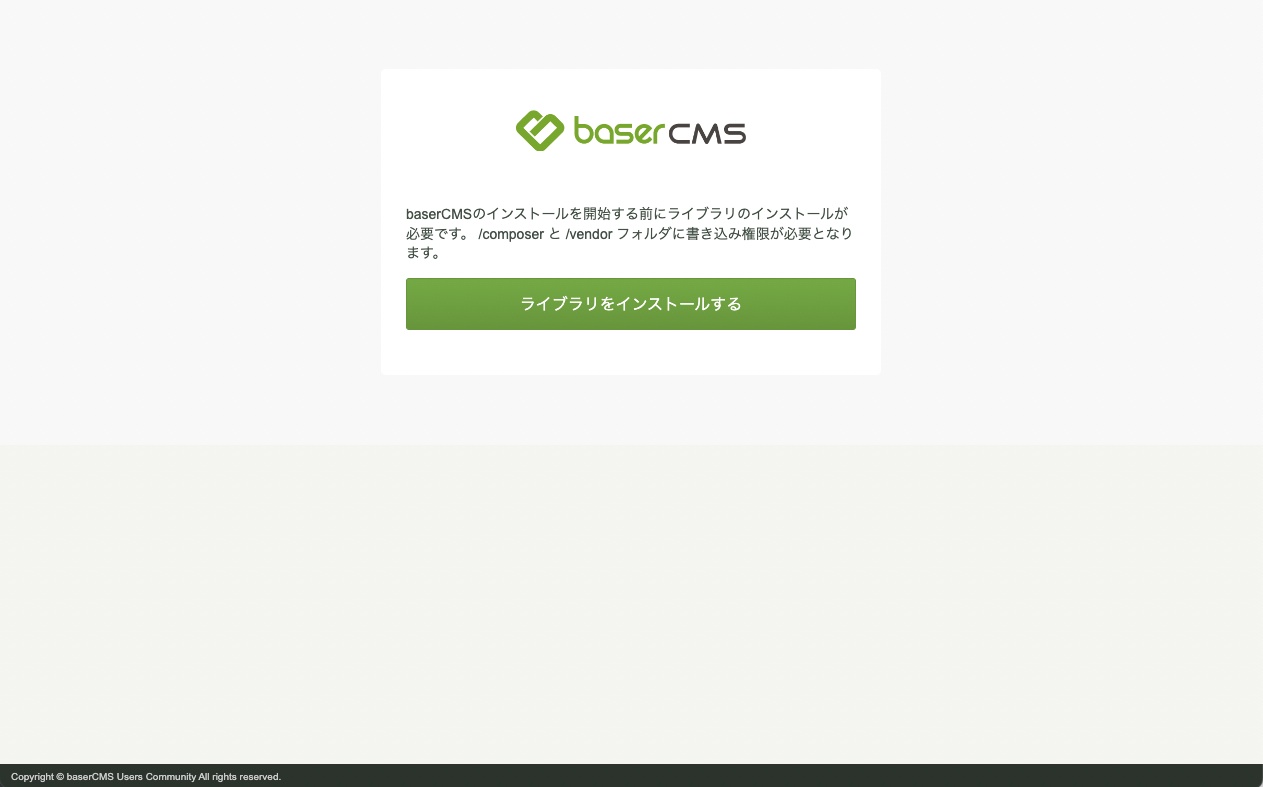 baserCMS
baserCMSのインストールを開始する前にライブラリのインストールが
必要です。 /composer と /vendor フォルダに書き込み権限が必要となり
ます。
ライブラリをインストールする
Copyright © baserCMS Users Community All rights reserved.